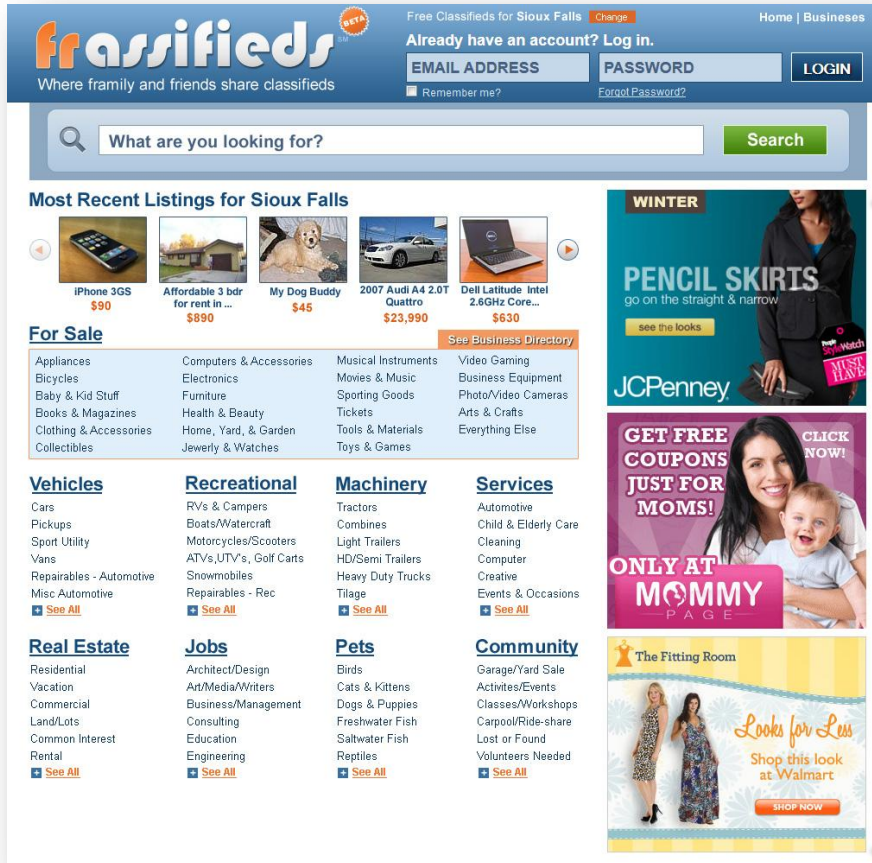 frassifieds BETA
SM
Where framily and friends share classifieds
Free Classifieds for Sioux Falls Change
Home | Busineses
Already have an account? Log in.
EMAIL ADDRESS PASSWORD LOGIN
Remember me? Forgot Password?
What are you looking for? Search
Most Recent Listings for Sioux Falls
iPhone 3GS
$90
Affordable 3 bdr
for rent in ...
$890
My Dog Buddy
$45
2007 Audi A4 2.0T
Quattro
$23,990
Dell Latitude Intel
2.6GHz Core...
$630
For Sale
See Business Directory
Appliances
Bicycles
Baby & Kid Stuff
Books & Magazines
Clothing & Accessories
Collectibles
Computers & Accessories
Electronics
Furniture
Health & Beauty
Home, Yard, & Garden
Jewerly & Watches
Musical Instruments
Movies & Music
Sporting Goods
Tickets
Tools & Materials
Toys & Games
Video Gaming
Business Equipment
Photo/Video Cameras
Arts & Crafts
Everything Else
Vehicles
Cars
Pickups
Sport Utility
Vans
Repairables - Automotive
Misc Automotive
See All
Recreational
RVs & Campers
Boats/Watercraft
Motorcycles/Scooters
ATVs,UTV's, Golf Carts
Snowmobiles
Repairables - Rec
See All
Machinery
Tractors
Combines
Light Trailers
HD/Semi Trailers
Heavy Duty Trucks
Tilage
See All
Services
Automotive
Child & Elderly Care
Cleaning
Computer
Creative
Events & Occasions
See All
Real Estate
Residential
Vacation
Commercial
Land/Lots
Common Interest
Rental
See All
Jobs
Architect/Design
Art/Media/Writers
Business/Management
Consulting
Education
Engineering
See All
Pets
Birds
Cats & Kittens
Dogs & Puppies
Freshwater Fish
Saltwater Fish
Reptiles
See All
Community
Garage/Yard Sale
Activites/Events
Classes/Workshops
Carpool/Ride-share
Lost or Found
Volunteers Needed
See All
WINTER
PENCIL SKIRTS
go on the straight & narrow
see the looks
People
StyleWatch
MUST
HAVE
JCPenney
GET FREE
COUPONS
JUST FOR
MOMS!
CLICK
NOW!
ONLY AT
MOMMY
PAGE
The Fitting Room
Looks for Less
Shop this look
at Walmart
SHOP NOW